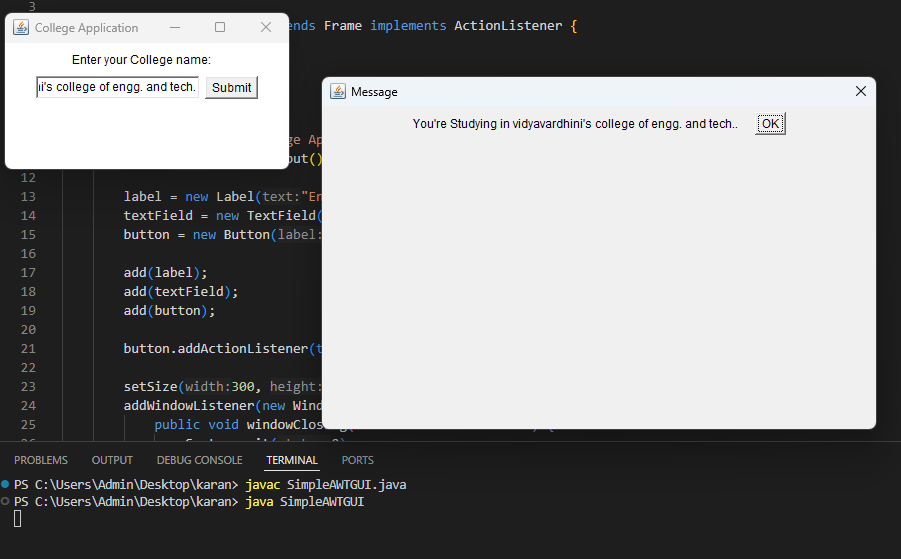 3
College Application
Enter your College name:
ni's college of engg. and tech.
Submit
ends Frame implements ActionListener {
Message
You're Studying in vidyavardhini's college of engg. and tech..
OK
ge Ap
out()
12
13 label = new Label(text:"En
14 textField = new TextField(
15 button = new Button(label:
16
17 add(label);
18 add(textField);
19 add(button);
20
21 button.addActionListener(t
22
23 setSize(width:300, height:
24 addWindowListener(new Wind
25 public void windowClosing(
PROBLEMS OUTPUT DEBUG CONSOLE TERMINAL PORTS
PS C:\Users\Admin\Desktop\karan> javac SimpleAWTGUI.java
PS C:\Users\Admin\Desktop\karan> java SimpleAWTGUI